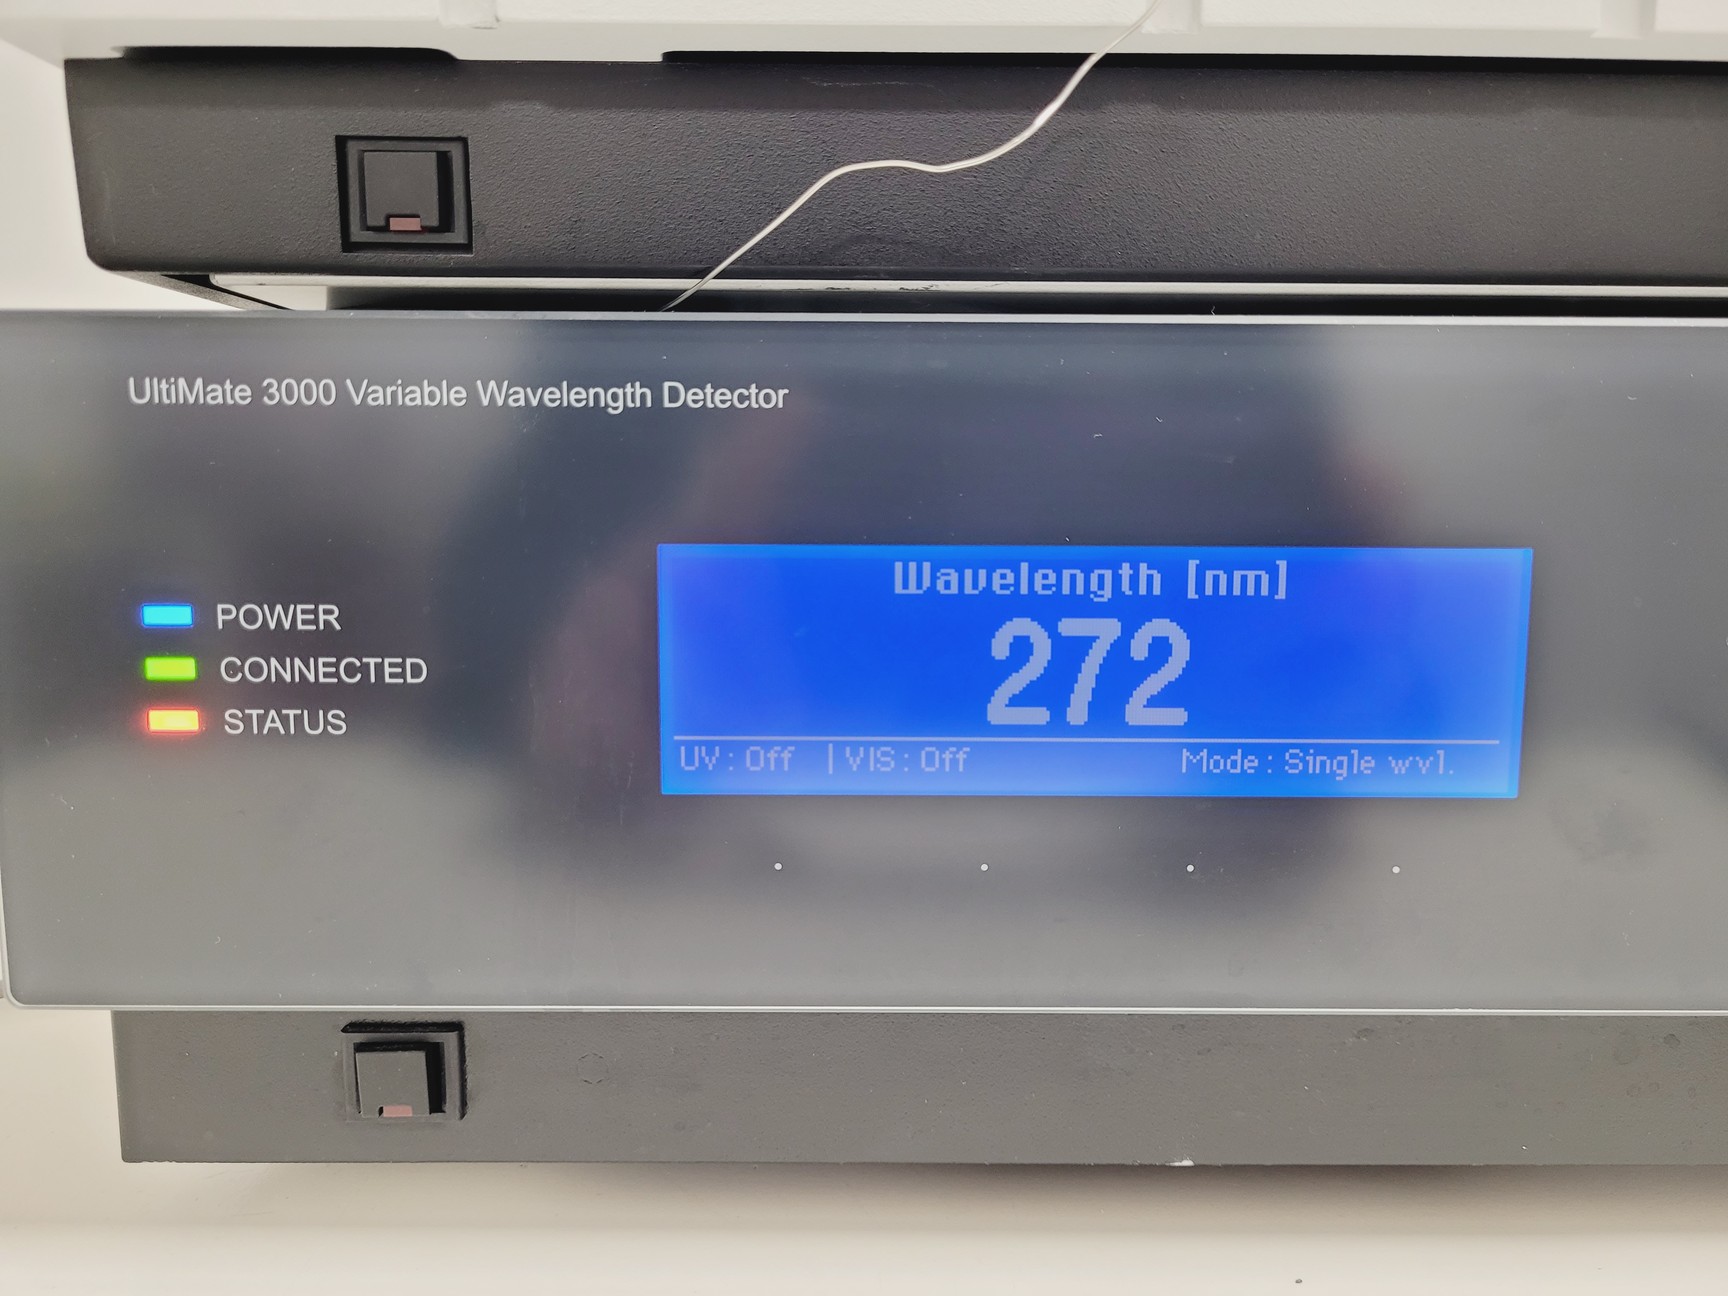 UltiMate 3000 Variable Wavelength Detector
POWER
CONNECTED
STATUS
Wavelength [nm]
272
UV: Off | VIS: Off Mode: Single wvl.